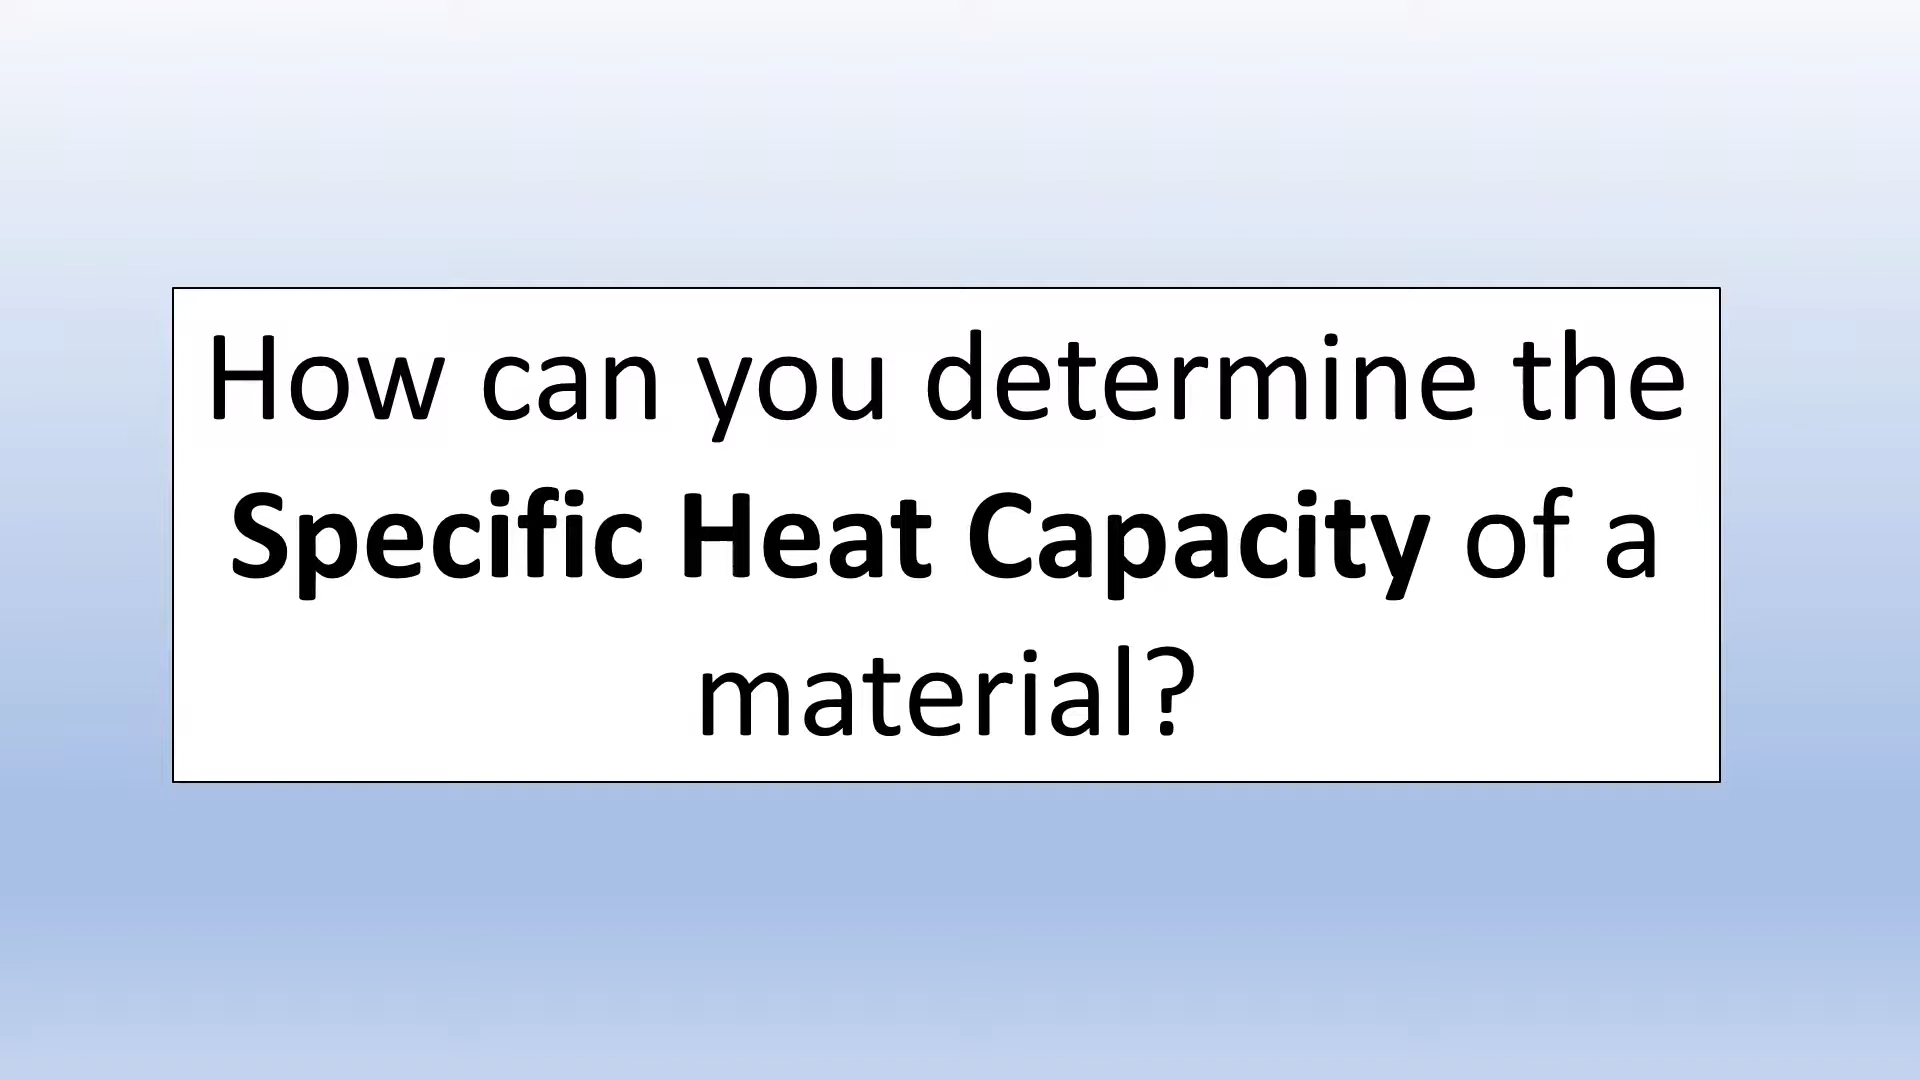 How can you determine the
Specific Heat Capacity of a
material?